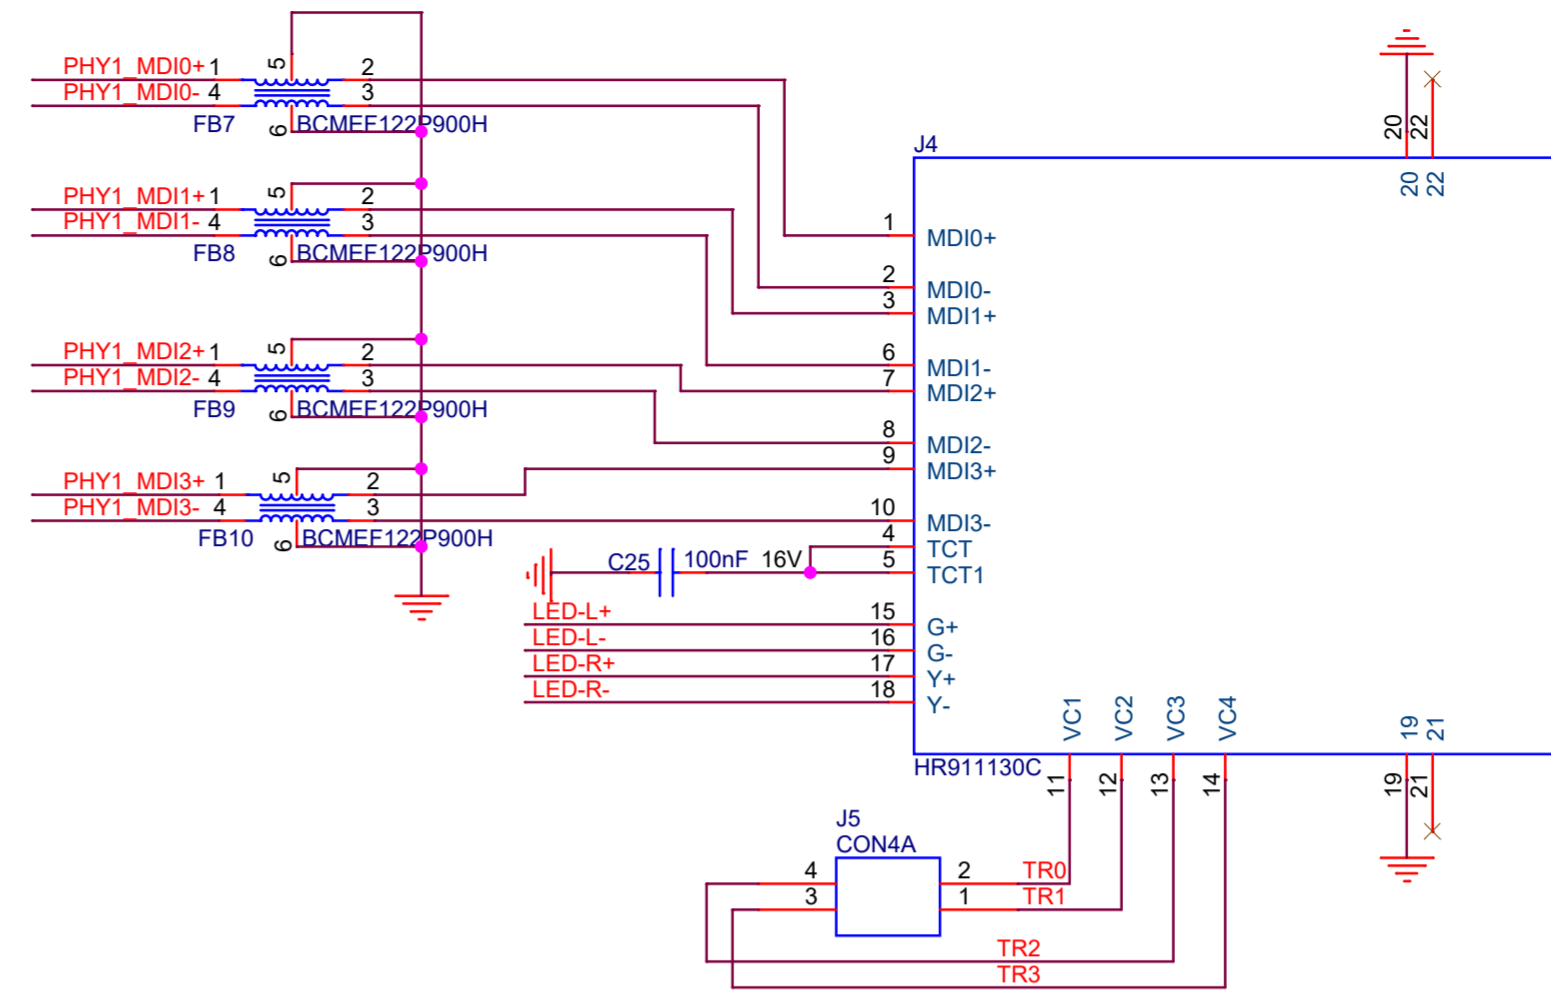 PHY1_MDI0+ 1 5 2
PHY1_MDI0- 4 3
FB7 6 BCMEF122P900H
PHY1_MDI1+ 1 5 2
PHY1_MDI1- 4 3
FB8 6 BCMEF122P900H
PHY1_MDI2+ 1 5 2
PHY1_MDI2- 4 3
FB9 6 BCMEF122P900H
PHY1_MDI3+ 1 5 2
PHY1_MDI3- 4 3
FB10 6 BCMEF122P900H
J4
20 22
20 22
1 MDI0+
2 MDI0-
3 MDI1+
6 MDI1-
7 MDI2+
8 MDI2-
9 MDI3+
10 MDI3-
4 TCT
C25 100nF 16V 5 TCT1
LED-L+ 15 G+
LED-L- 16 G-
LED-R+ 17 Y+
LED-R- 18 Y-
VC1 VC2 VC3 VC4 19 21
HR911130C
11 12 13 14 19 21
J5
CON4A
4 2 TR0
3 1 TR1
TR2
TR3